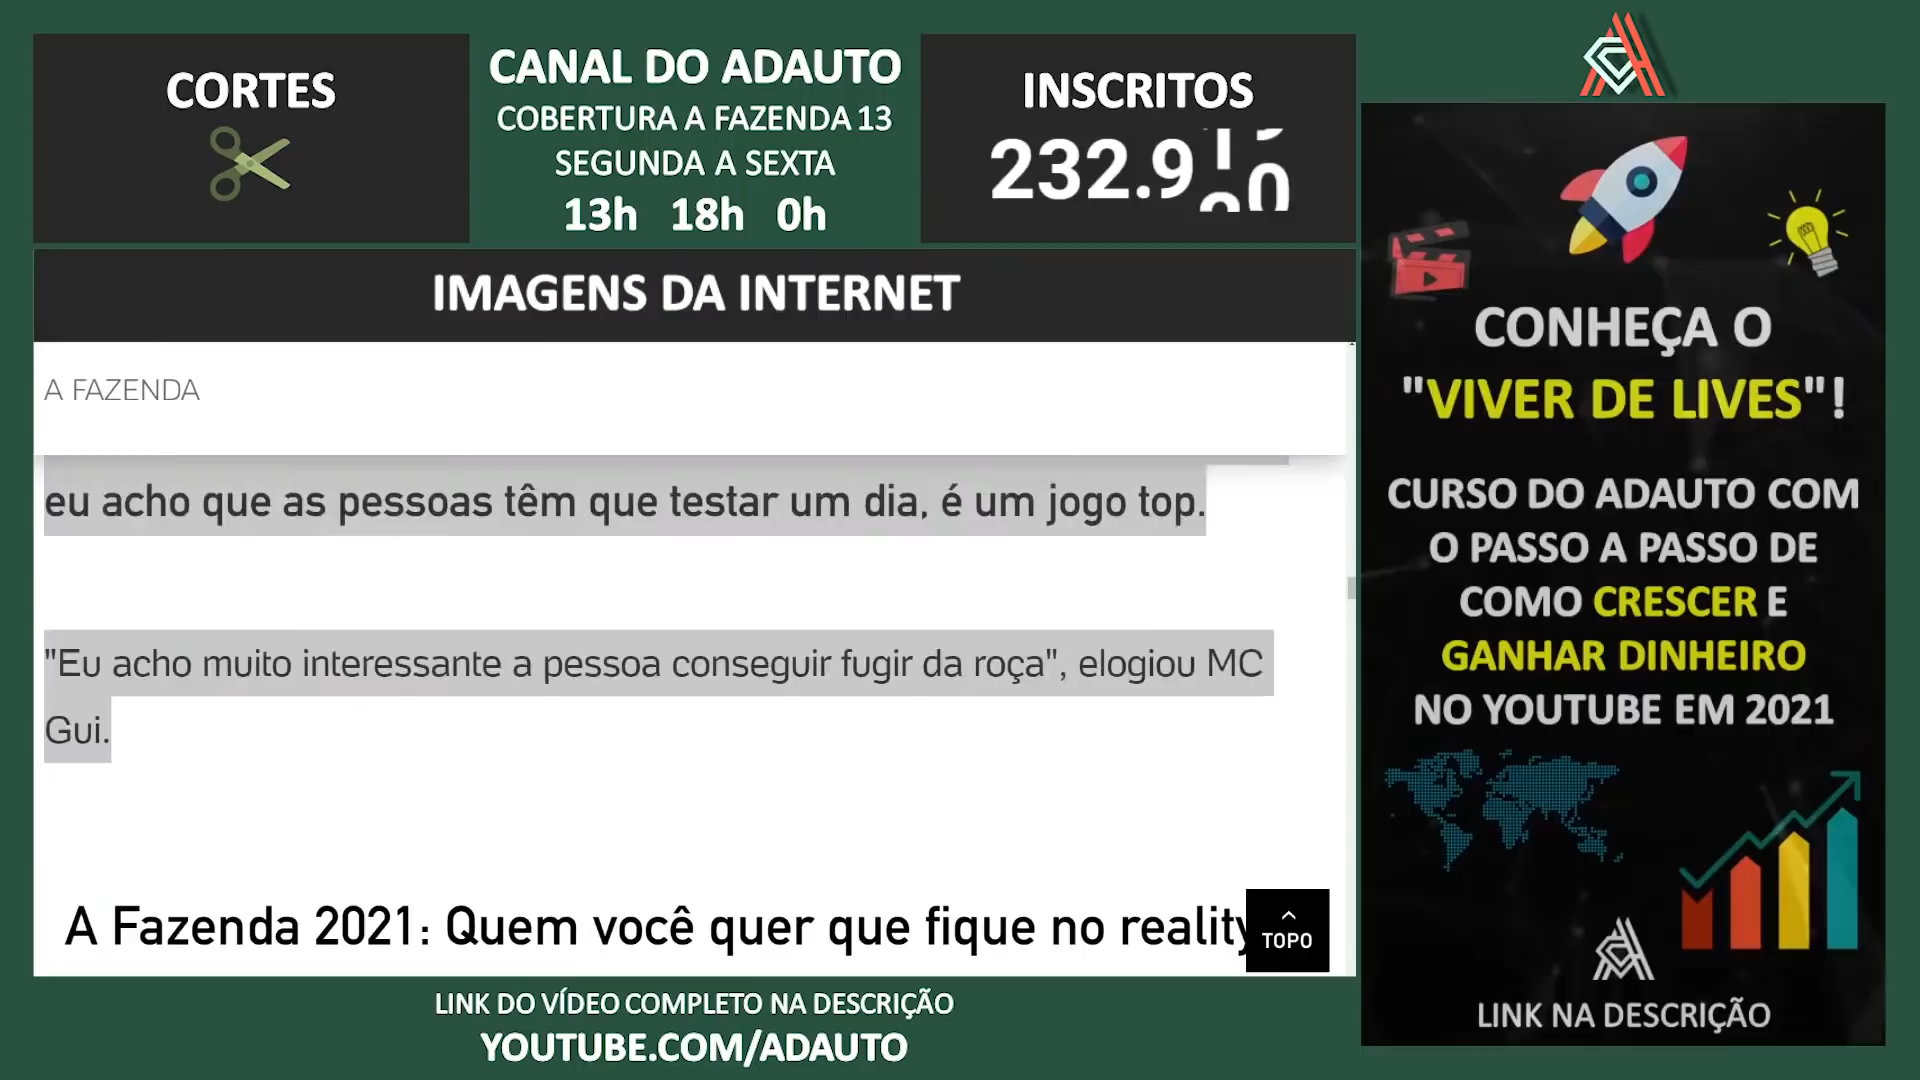 CORTES
CANAL DO ADAUTO
COBERTURA A FAZENDA 13
SEGUNDA A SEXTA
13h 18h 0h
INSCRITOS
232.9
IMAGENS DA INTERNET
A FAZENDA
eu acho que as pessoas têm que testar um dia, é um jogo top.
"Eu acho muito interessante a pessoa conseguir fugir da roça", elogiou MC
Gui.
A Fazenda 2021: Quem você quer que fique no reality
TOPO
LINK DO VÍDEO COMPLETO NA DESCRIÇÃO
YOUTUBE.COM/ADAUTO
CONHEÇA O
"VIVER DE LIVES"!
CURSO DO ADAUTO COM
O PASSO A PASSO DE
COMO CRESCER E
GANHAR DINHEIRO
NO YOUTUBE EM 2021
LINK NA DESCRIÇÃO